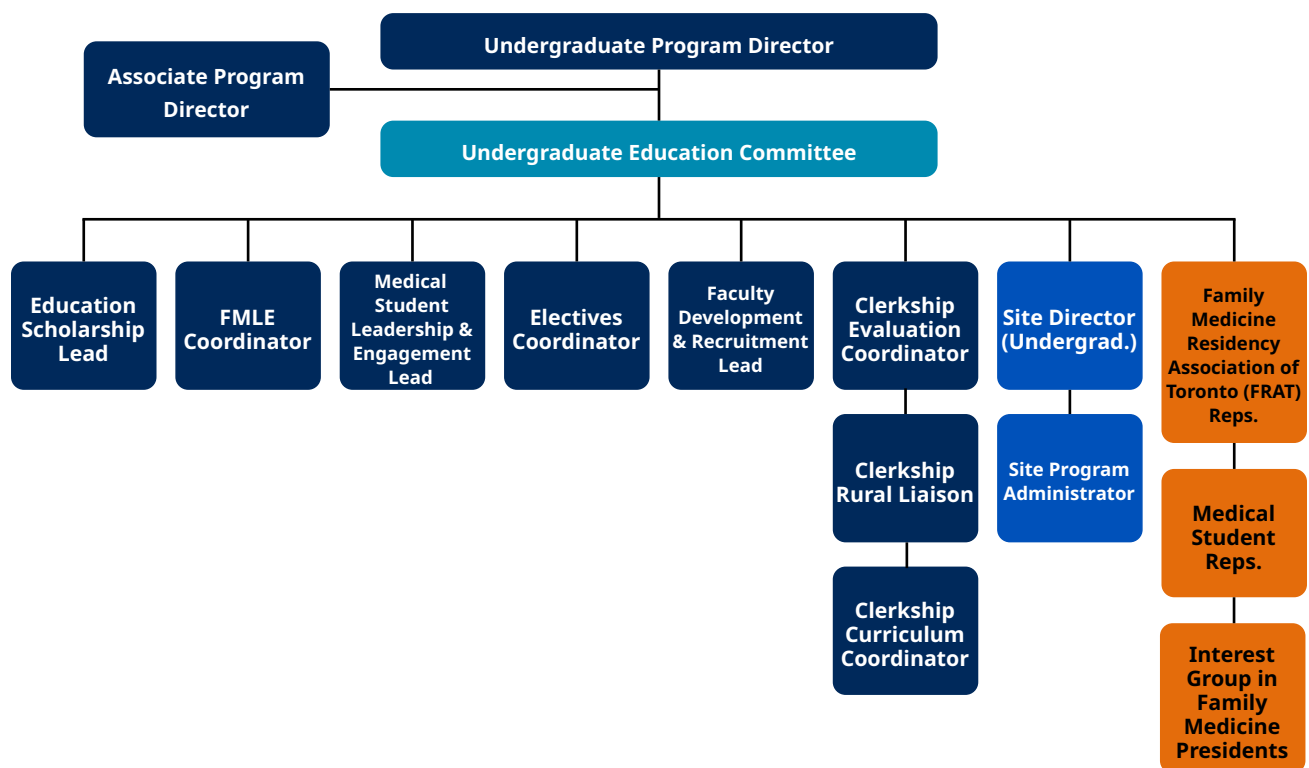 Undergraduate Program Director
Associate Program
Director
Undergraduate Education Committee
Education
Scholarship
Lead
FMLE
Coordinator
Medical
Student
Leadership &
Engagement
Lead
Electives
Coordinator
Faculty
Development
& Recruitment
Lead
Clerkship
Evaluation
Coordinator
Site Director
(Undergrad.)
Family
Medicine
Residency
Association of
Toronto (FRAT)
Reps.
Clerkship
Rural Liaison
Site Program
Administrator
Medical
Student
Reps.
Clerkship
Curriculum
Coordinator
Interest
Group in
Family
Medicine
Presidents